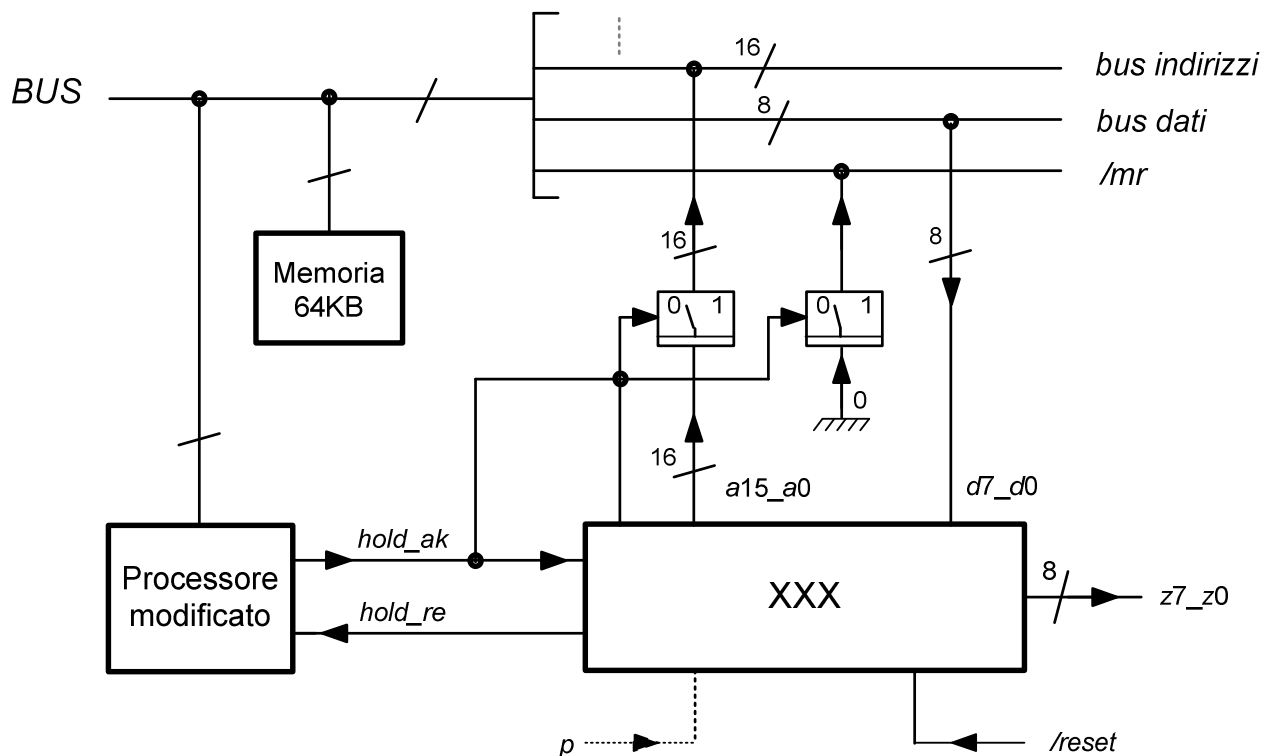 16
bus indirizzi
BUS
8
bus dati
/mr
16
8
Memoria
64KB
0 1
0 1
0
16
a15_a0
d7_d0
hold_ak
8
Processore
modificato
XXX
z7_z0
hold_re
p
/reset